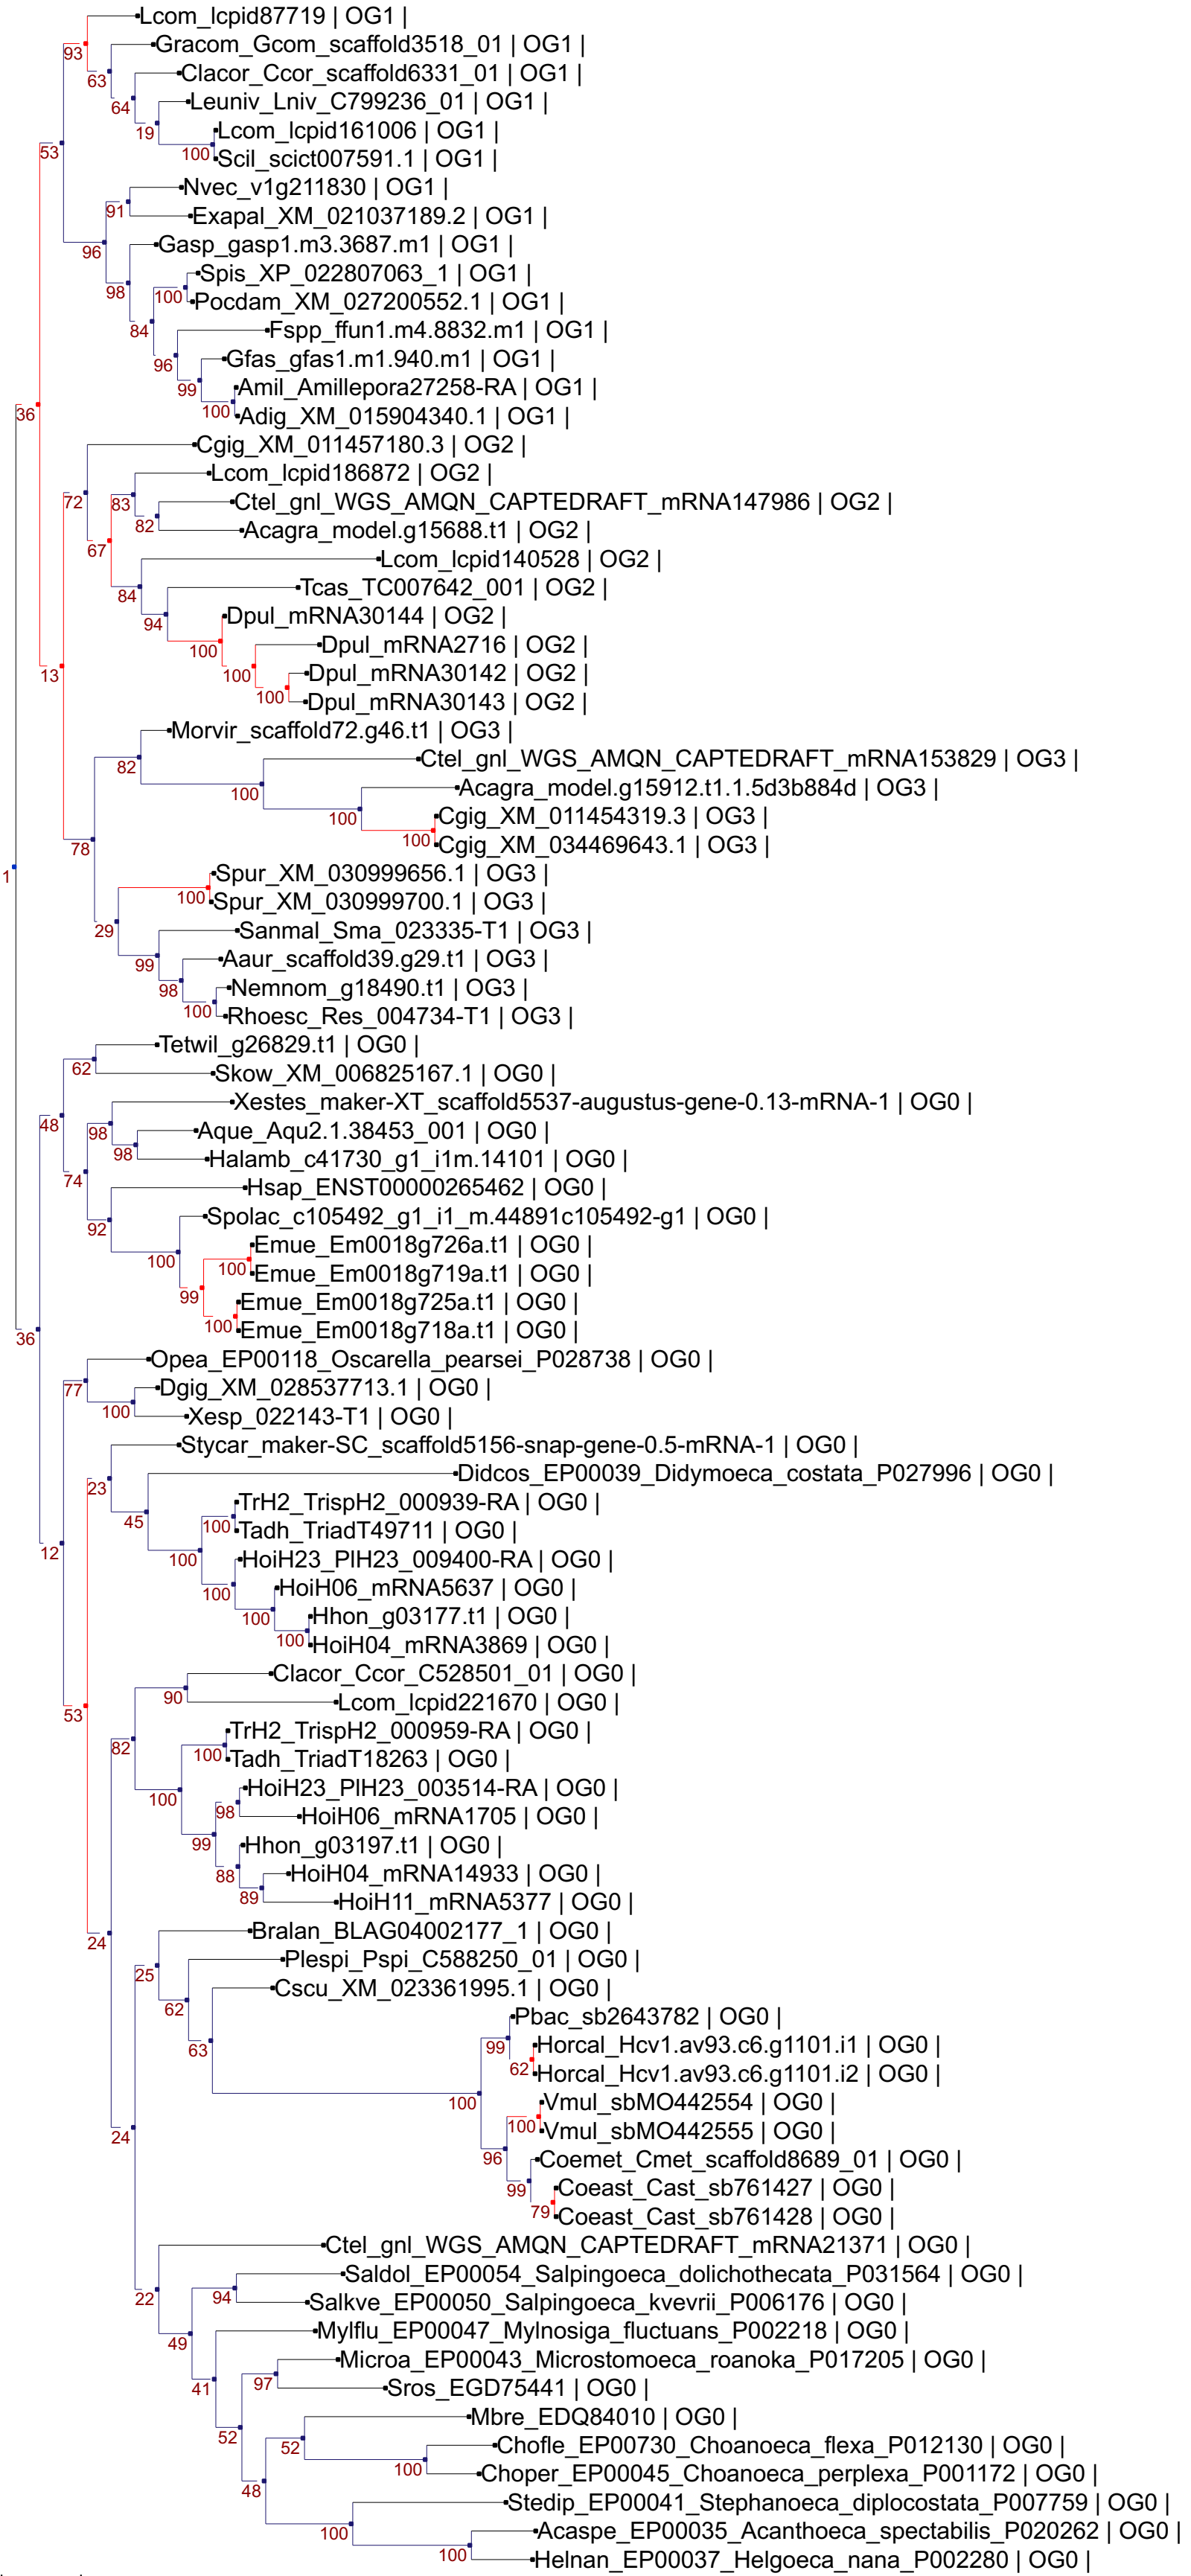 Lcom_lcpid87719 | OG1 |
93
Gracom_Gcom_scaffold3518_01 | OG1 |
63
Clacor_Ccor_scaffold6331_01 | OG1 |
64
Leuniv_Lniv_C799236_01 | OG1 |
19
Lcom_lcpid161006 | OG1 |
53
100
Scil_scict007591.1 | OG1 |
Nvec_v1g211830 | OG1 |
91
Exapal_XM_021037189.2 | OG1 |
96
Gasp_gasp1.m3.3687.m1 | OG1 |
98
Spis_XP_022807063_1 | OG1 |
100
Pocdam_XM_027200552.1 | OG1 |
84
Fspp_ffun1.m4.8832.m1 | OG1 |
96
Gfas_gfas1.m1.940.m1 | OG1 |
99
Amil_Amillepora27258-RA | OG1 |
36
100
Adig_XM_015904340.1 | OG1 |
Cgig_XM_011457180.3 | OG2 |
Lcom_lcpid186872 | OG2 |
72
83
Ctel_gnl_WGS_AMQN_CAPTEDRAFT_mRNA147986 | OG2 |
82
Acagra_model.g15688.t1 | OG2 |
67
Lcom_lcpid140528 | OG2 |
84
Tcas_TC007642_001 | OG2 |
94
Dpul_mRNA30144 | OG2 |
100
Dpul_mRNA2716 | OG2 |
13
100
Dpul_mRNA30142 | OG2 |
100
Dpul_mRNA30143 | OG2 |
Morvir_scaffold72.g46.t1 | OG3 |
82
Ctel_gnl_WGS_AMQN_CAPTEDRAFT_mRNA153829 | OG3 |
100
Acagra_model.g15912.t1.1.5d3b884d | OG3 |
100
Cgig_XM_011454319.3 | OG3 |
100
Cgig_XM_034469643.1 | OG3 |
78
Spur_XM_030999656.1 | OG3 |
1
100
Spur_XM_030999700.1 | OG3 |
29
Sanmal_Sma_023335-T1 | OG3 |
99
Aaur_scaffold39.g29.t1 | OG3 |
98
Nemnom_g18490.t1 | OG3 |
100
Rhoesc_Res_004734-T1 | OG3 |
Tetwil_g26829.t1 | OG0 |
62
Skow_XM_006825167.1 | OG0 |
Xestes_maker-XT_scaffold5537-augustus-gene-0.13-mRNA-1 | OG0 |
48
98
Aque_Aqu2.1.38453_001 | OG0 |
98
Halamb_c41730_g1_i1m.14101 | OG0 |
74
Hsap_ENST00000265462 | OG0 |
92
Spolac_c105492_g1_i1_m.44891c105492-g1 | OG0 |
100
Emue_Em0018g726a.t1 | OG0 |
100
Emue_Em0018g719a.t1 | OG0 |
99
Emue_Em0018g725a.t1 | OG0 |
100
Emue_Em0018g718a.t1 | OG0 |
36
Opea_EP00118_Oscarella_pearsei_P028738 | OG0 |
77
Dgig_XM_028537713.1 | OG0 |
100
Xesp_022143-T1 | OG0 |
Stycar_maker-SC_scaffold5156-snap-gene-0.5-mRNA-1 | OG0 |
23
Didcos_EP00039_Didymoeca_costata_P027996 | OG0 |
45
TrH2_TrispH2_000939-RA | OG0 |
100
Tadh_TriadT49711 | OG0 |
12
100
HoiH23_PlH23_009400-RA | OG0 |
100
HoiH06_mRNA5637 | OG0 |
100
Hhon_g03177.t1 | OG0 |
100
HoiH04_mRNA3869 | OG0 |
Clacor_Ccor_C528501_01 | OG0 |
90
Lcom_lcpid221670 | OG0 |
53
TrH2_TrispH2_000959-RA | OG0 |
82
100
Tadh_TriadT18263 | OG0 |
HoiH23_PlH23_003514-RA | OG0 |
100
98
HoiH06_mRNA1705 | OG0 |
99
Hhon_g03197.t1 | OG0 |
88
HoiH04_mRNA14933 | OG0 |
89
HoiH11_mRNA5377 | OG0 |
Bralan_BLAG04002177_1 | OG0 |
24
Plespi_Pspi_C588250_01 | OG0 |
25
Cscu_XM_023361995.1 | OG0 |
62
Pbac_sb2643782 | OG0 |
63
99
Horcal_Hcv1.av93.c6.g1101.i1 | OG0 |
62
Horcal_Hcv1.av93.c6.g1101.i2 | OG0 |
100
Vmul_sbMO442554 | OG0 |
100
Vmul_sbMO442555 | OG0 |
24
96
Coemet_Cmet_scaffold8689_01 | OG0 |
99
Coeast_Cast_sb761427 | OG0 |
79
Coeast_Cast_sb761428 | OG0 |
Ctel_gnl_WGS_AMQN_CAPTEDRAFT_mRNA21371 | OG0 |
Saldol_EP00054_Salpingoeca_dolichothecata_P031564 | OG0 |
22
94
Salkve_EP00050_Salpingoeca_kvevrii_P006176 | OG0 |
Mylflu_EP00047_Mylnosiga_fluctuans_P002218 | OG0 |
49
Microa_EP00043_Microstomoeca_roanoka_P017205 | OG0 |
41
97
Sros_EGD75441 | OG0 |
Mbre_EDQ84010 | OG0 |
52
52
Chofle_EP00730_Choanoeca_flexa_P012130 | OG0 |
100
Choper_EP00045_Choanoeca_perplexa_P001172 | OG0 |
48
Stedip_EP00041_Stephanoeca_diplocostata_P007759 | OG0 |
100
Acaspe_EP00035_Acanthoeca_spectabilis_P020262 | OG0 |
100
Helnan_EP00037_Helgoeca_nana_P002280 | OG0 |